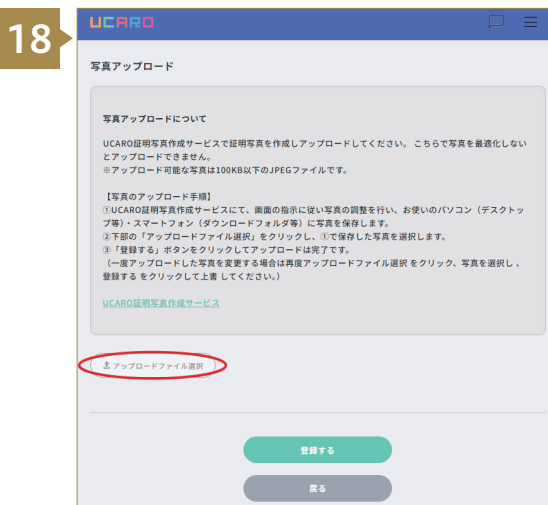 18
UCARO
写真アップロード
写真アップロードについて
UCARO証明写真作成サービスで証明写真を作成しアップロードしてください。 こちらで写真を最適化しない
とアップロードできません。
※アップロード可能な写真は100KB以下のJPEGファイルです。
【写真のアップロード手順】
①UCARO証明写真作成サービスにて、画面の指示に従い写真の調整を行い、お使いのパソコン（デスクトッ
プ等）・スマートフォン（ダウンロードフォルダ等）に写真を保存します。
②下部の「アップロードファイル選択」をクリックし、①で保存した写真を選択します。
③「登録する」ボタンをクリックしてアップロードは完了です。
（一度アップロードした写真を変更する場合は再度アップロードファイル選択 をクリック、写真を選択し 、
登録する をクリックして上書 してください。）
UCARO証明写真作成サービス
アップロードファイル選択
登録する
戻る